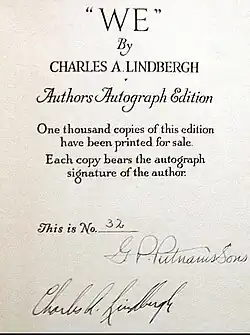 "WE"
By
CHARLES A. LINDBERGH
Authors Autograph Edition
One thousand copies of this edition
have been printed for sale.
Each copy bears the autograph
signature of the author.
This is No. 32
G. P. Putnam's Sons
Charles A. Lindbergh